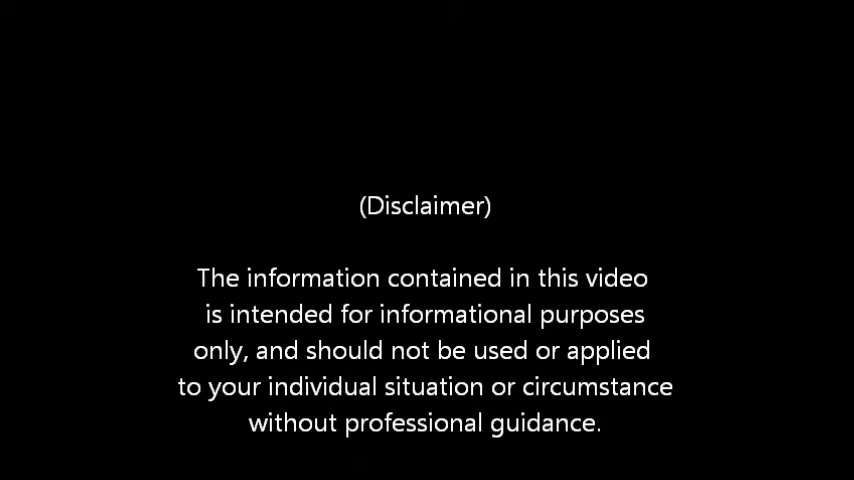 (Disclaimer)
The information contained in this video
is intended for informational purposes
only, and should not be used or applied
to your individual situation or circumstance
without professional guidance.